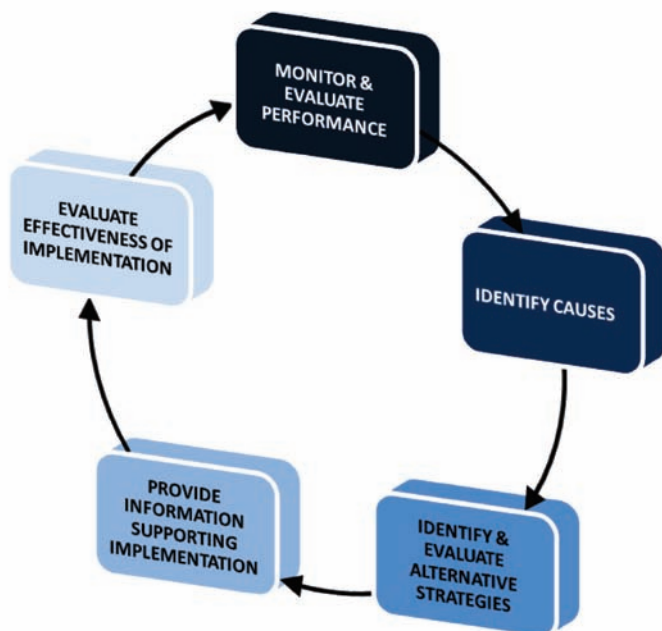 MONITOR &
EVALUATE
PERFORMANCE
IDENTIFY CAUSES
IDENTIFY &
EVALUATE
ALTERNATIVE
STRATEGIES
PROVIDE
INFORMATION
SUPPORTING
IMPLEMENTATION
EVALUATE
EFFECTIVENESS OF
IMPLEMENTATION